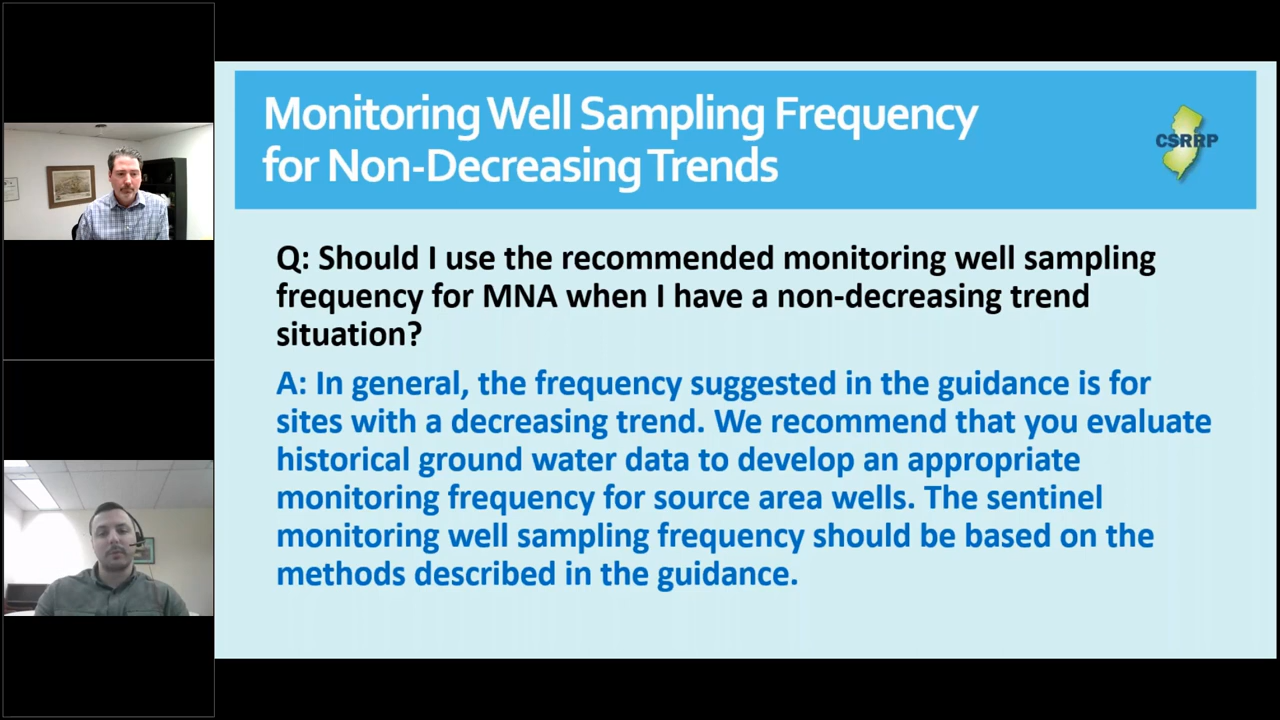 Monitoring Well Sampling Frequency
for Non-Decreasing Trends
CSRRP
Q: Should I use the recommended monitoring well sampling
frequency for MNA when I have a non-decreasing trend
situation?
A: In general, the frequency suggested in the guidance is for
sites with a decreasing trend. We recommend that you evaluate
historical ground water data to develop an appropriate
monitoring frequency for source area wells. The sentinel
monitoring well sampling frequency should be based on the
methods described in the guidance.